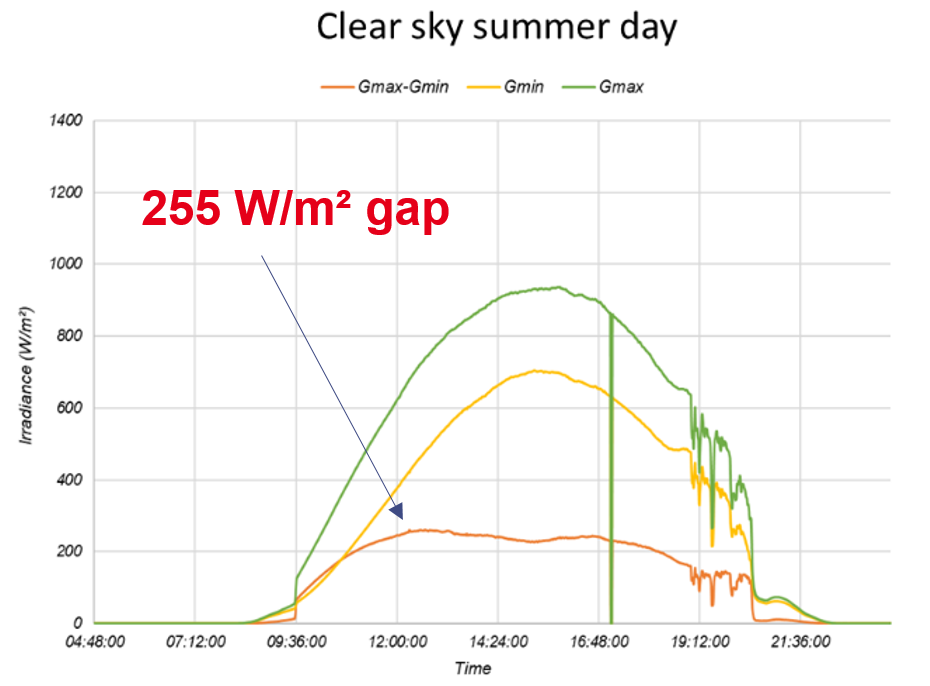 Clear sky summer day
Gmax-Gmin Gmin Gmax
1400
1200
255 W/m² gap
1000
800
600
400
200
0
Irradiance (W/m²)
04:48:00 07:12:00 09:36:00 12:00:00 14:24:00 16:48:00 19:12:00 21:36:00
Time